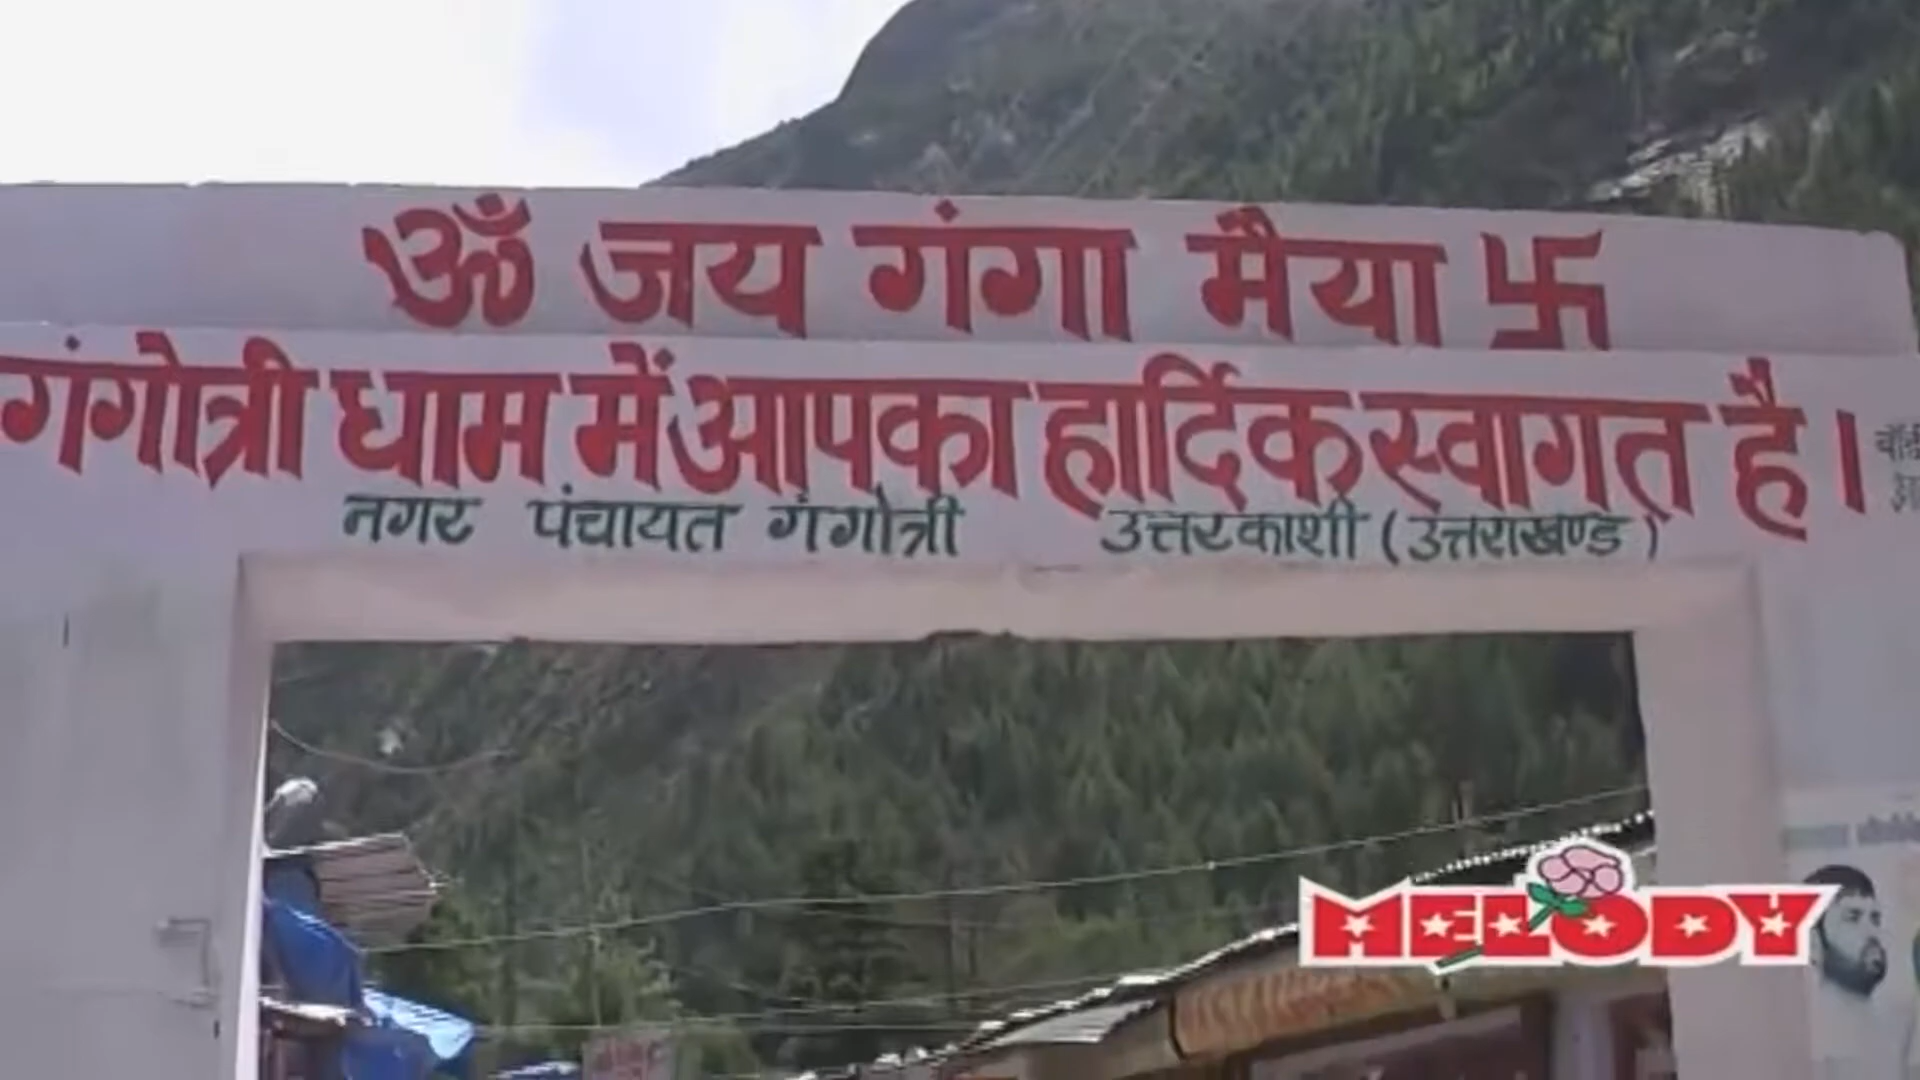 ॐ जय गंगा मैया 卐
गंगोत्री धाम में आपका हार्दिक स्वागत है।
नगर पंचायत गंगोत्री उत्तरकाशी (उत्तराखण्ड)
MELODY